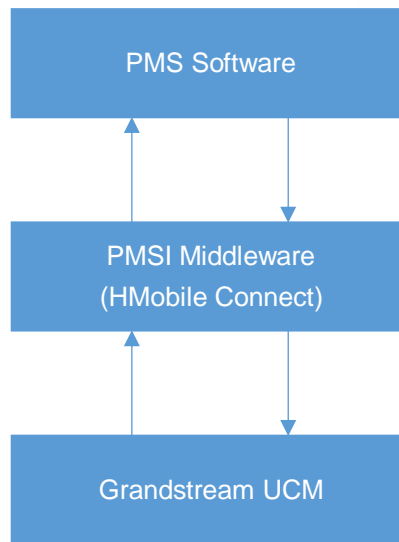 PMS Software
PMSI Middleware
(HMobile Connect)
Grandstream UCM